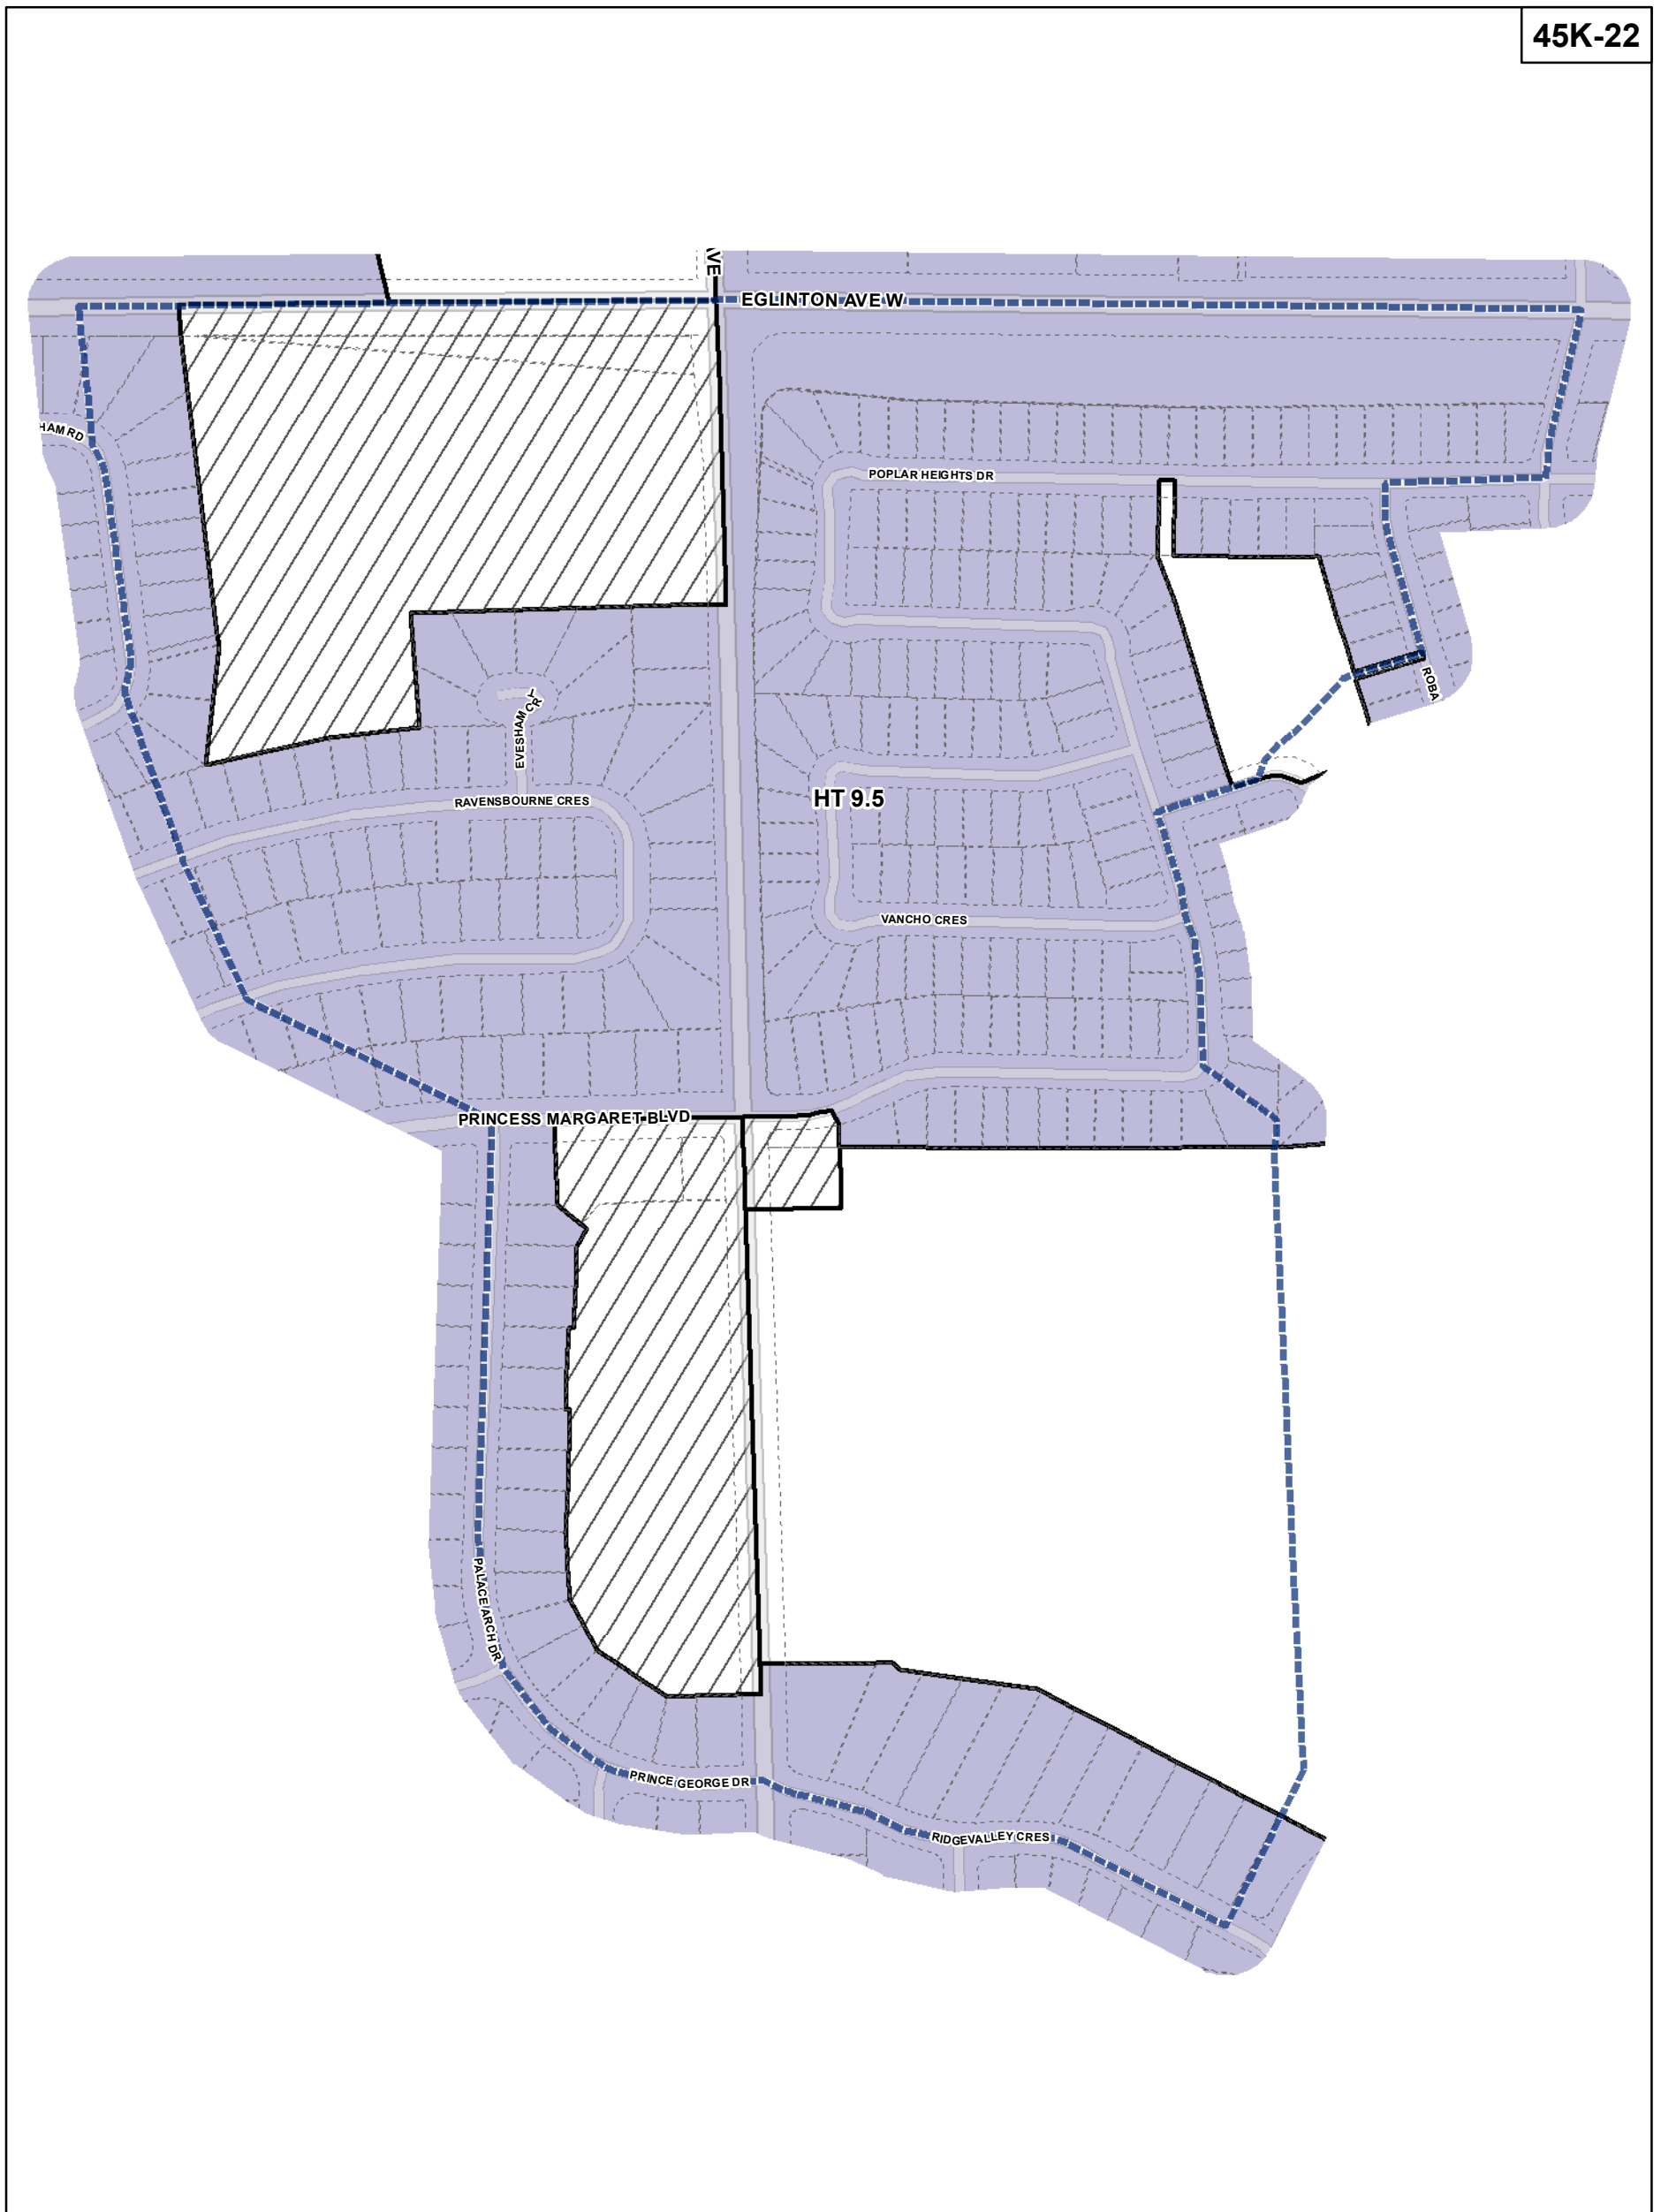 45K-22
VE
EGLINTON AVE W
HAM RD
POPLAR HEIGHTS DR
ROBA
EVESHAM CRT
RAVENSBOURNE CRES
HT 9.5
VANCHO CRES
PRINCESS MARGARET BLVD
PALACE ARCH DR
PRINCE GEORGE DR
RIDGEVALLEY CRES